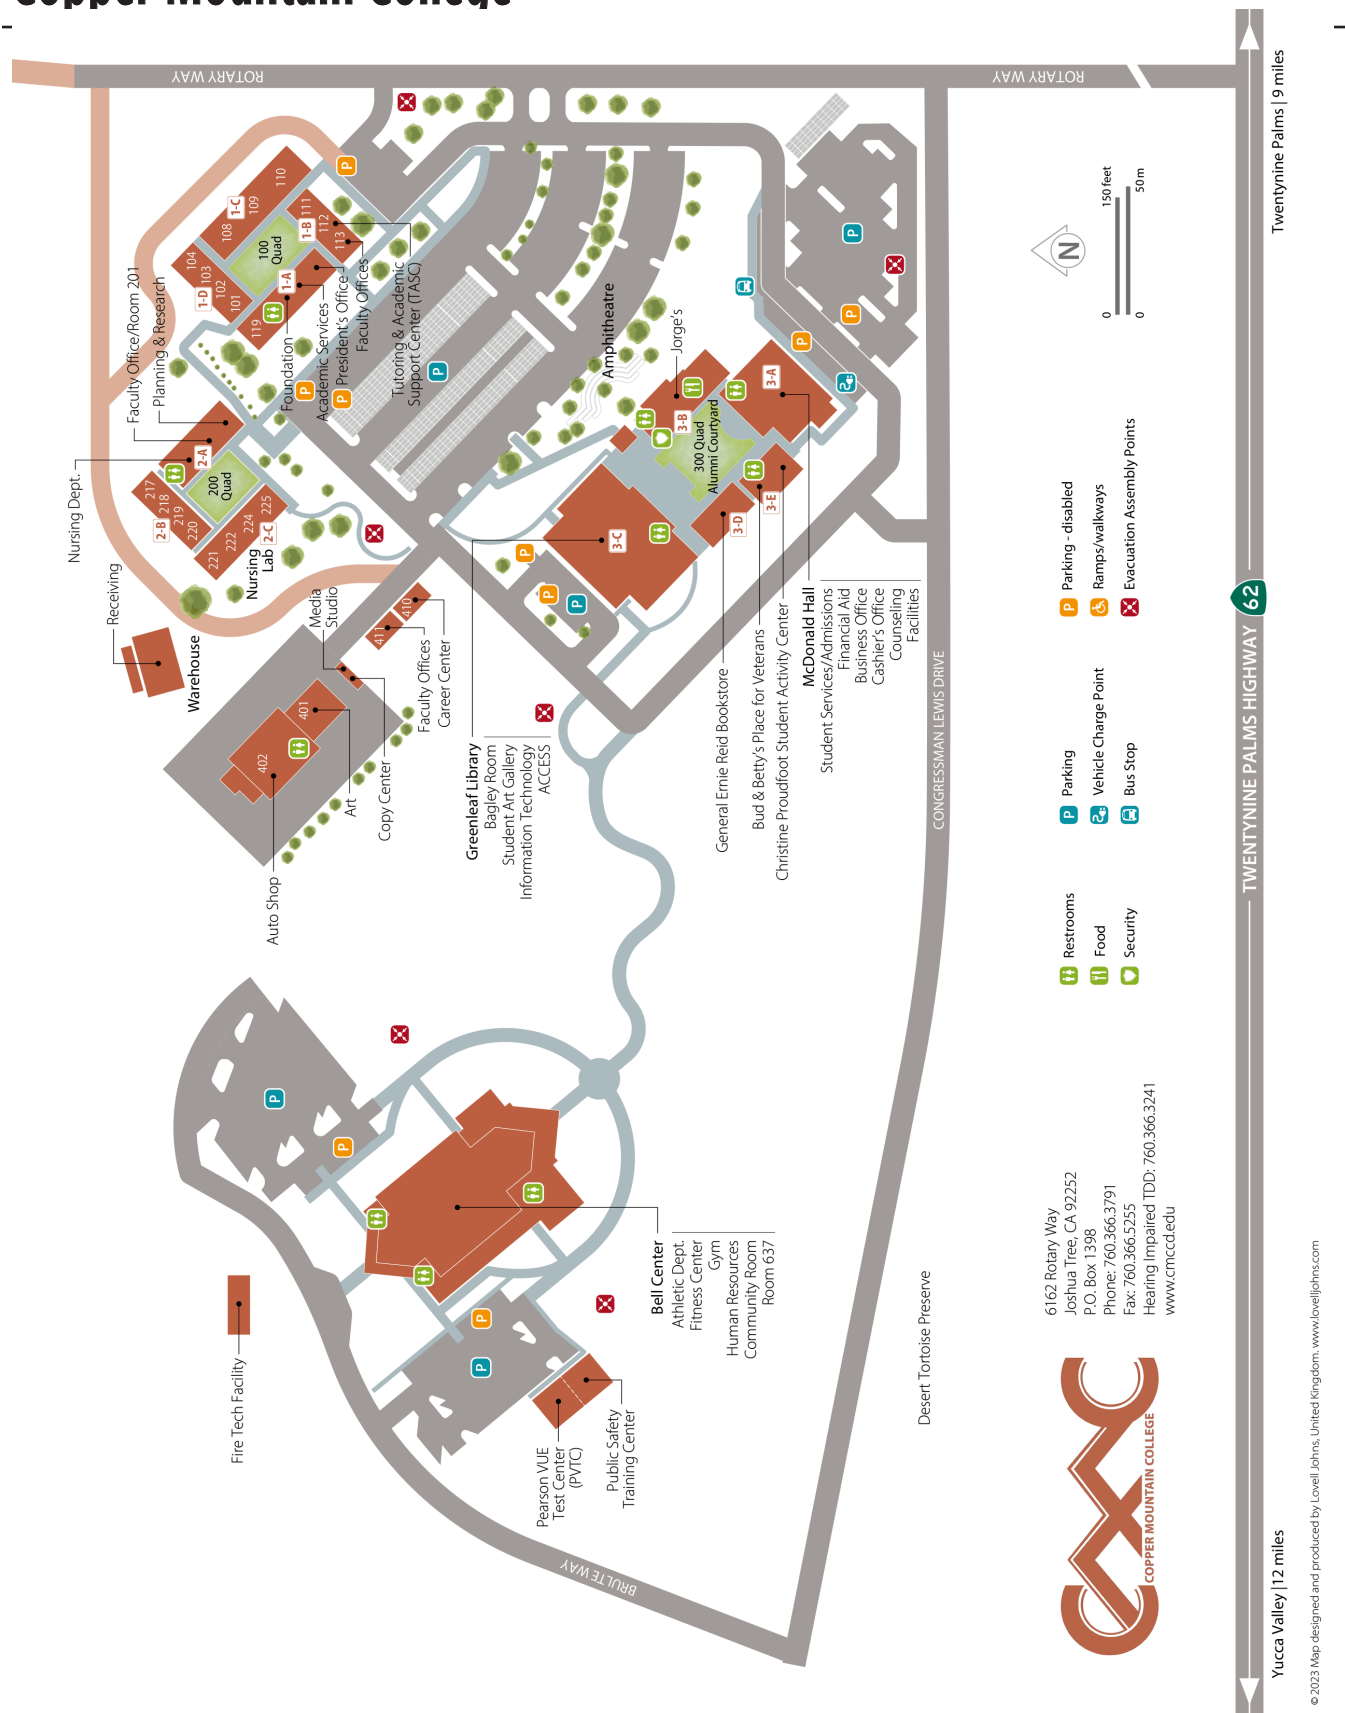 Copper Mountain College
ROTARY WAY
ROTARY WAY
Twentynine Palms | 9 miles
110
109
1-C
108
111
1-B
112
113
100
Quad
104
103
1-D
102
101
1-A
119
Faculty Office/Room 201
Planning & Research
Foundation
Academic Services
President's Office
Faculty Offices
Tutoring & Academic
Support Center (TASC)
P
P
P
P
Nursing Dept.
2-A
200
Quad
217
218
2-B
219
220
225
224
2-C
222
221
Nursing
Lab
Receiving
Warehouse
Media
Studio
410
411
Faculty Offices
Career Center
401
402
Art
Copy Center
Auto Shop
Amphitheatre
Jorge's
3-B
3-A
300 Quad
Alumni Courtyard
3-E
3-D
3-C
P
P
P
P
P
P
Greenleaf Library
Bagley Room
Student Art Gallery
Information Technology
ACCESS
General Ernie Reid Bookstore
Bud & Betty's Place for Veterans
Christine Proudfoot Student Activity Center
McDonald Hall
Student Services/Admissions
Financial Aid
Business Office
Cashier's Office
Counseling
Facilities
CONGRESSMAN LEWIS DRIVE
P
P
P
P
Bell Center
Athletic Dept.
Fitness Center
Gym
Human Resources
Community Room
Room 637
Fire Tech Facility
Pearson VUE
Test Center
(PVTC)
Public Safety
Training Center
BRULTE WAY
Desert Tortoise Preserve
N
0
150 feet
0
50 m
Restrooms
Food
Security
P Parking
Vehicle Charge Point
Bus Stop
P Parking - disabled
Ramps/walkways
Evacuation Assembly Points
6162 Rotary Way
Joshua Tree, CA 92252
P.O. Box 1398
Phone: 760.366.3791
Fax: 760.366.5255
Hearing Impaired TDD: 760.366.3241
www.cmccd.edu
CMC
COPPER MOUNTAIN COLLEGE
TWENTYNINE PALMS HIGHWAY
62
Yucca Valley | 12 miles
© 2023 Map designed and produced by Lovell Johns, United Kingdom. www.lovelljohns.com